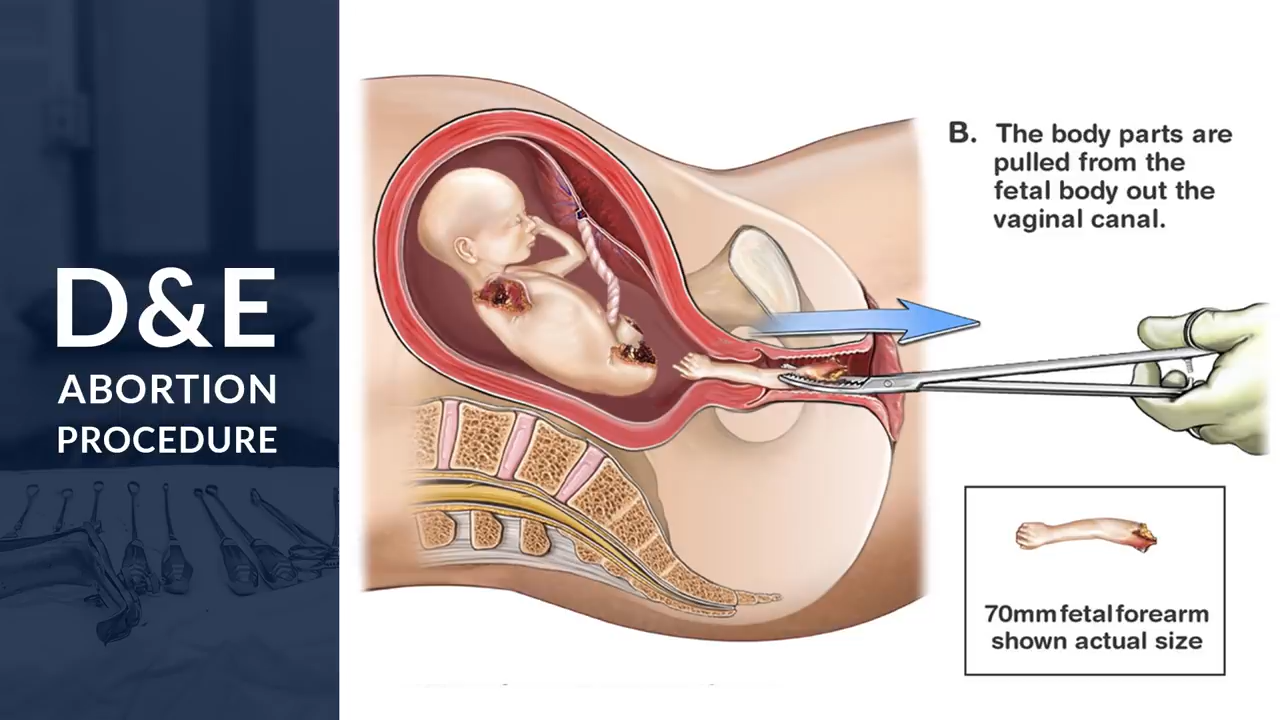 D&E
ABORTION
PROCEDURE
B. The body parts are
pulled from the
fetal body out the
vaginal canal.
70mm fetal forearm
shown actual size